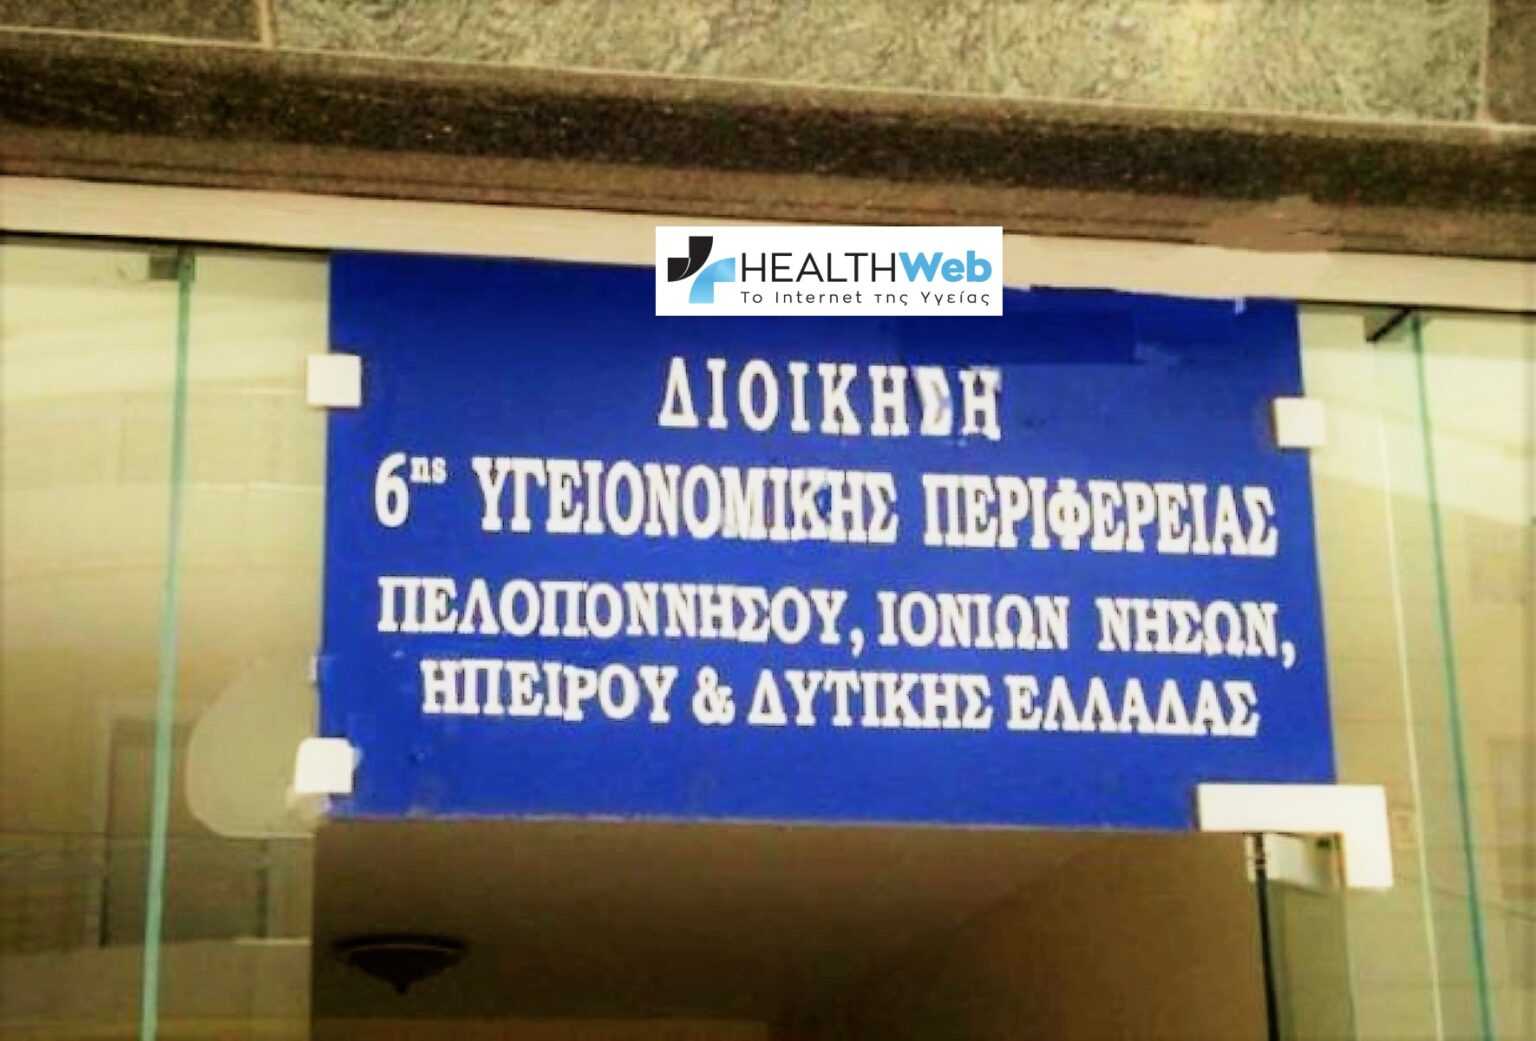 HEALTHWeb
Το Internet της Υγείας
ΔΙΟΙΚΗΣΗ
6ης ΥΓΕΙΟΝΟΜΙΚΗΣ ΠΕΡΙΦΕΡΕΙΑΣ
ΠΕΛΟΠΟΝΝΗΣΟΥ, ΙΟΝΙΩΝ ΝΗΣΩΝ,
ΗΠΕΙΡΟΥ & ΔΥΤΙΚΗΣ ΕΛΛΑΔΑΣ